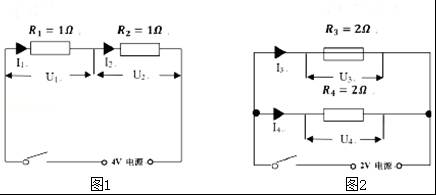 R₁ = 1Ω
R₂ = 1Ω
I₁
I₂
U₁
U₂
4V 电源
图1
R₃ = 2Ω
I₃
U₃
R₄ = 2Ω
I₄
U₄
2V 电源
图2